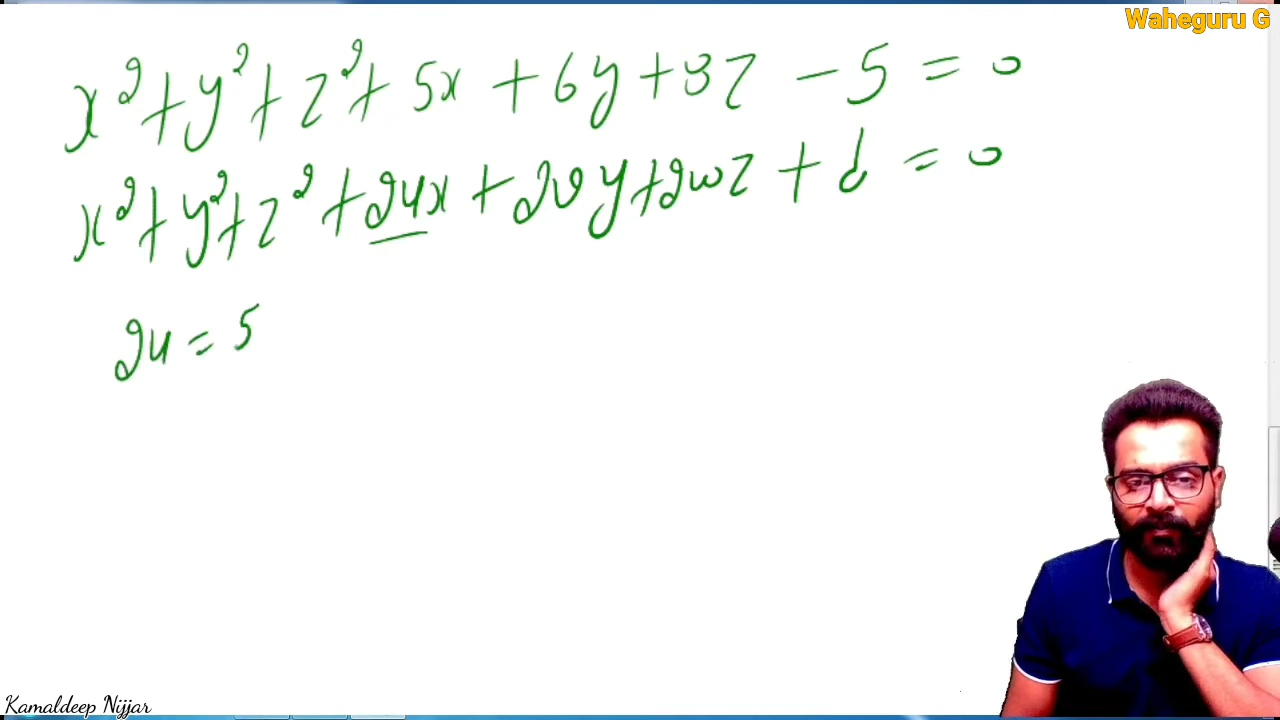 Waheguru G
x² + y² + z² + 5x + 6y + 8z - 5 = 0
x² + y² + z² + 2ux + 2vy + 2wz + d = 0
2u = 5
Kamaldeep Nijjar